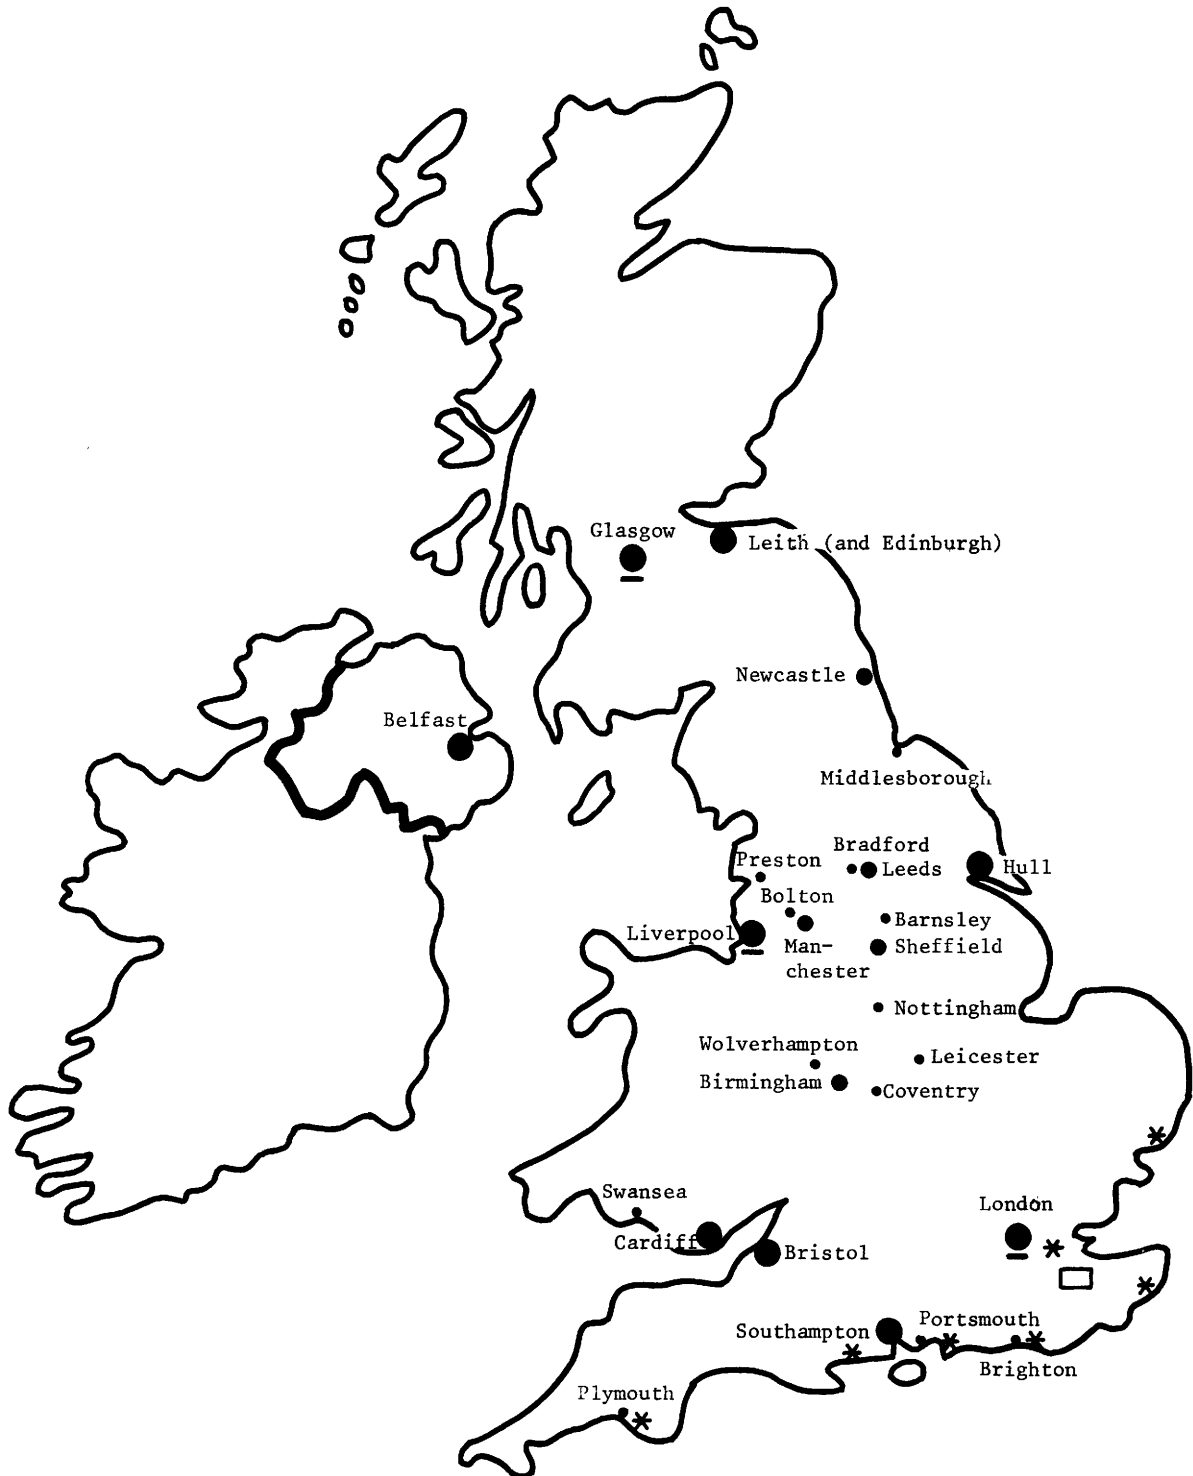 Glasgow
Leith (and Edinburgh)
Newcastle
Belfast
Middlesborough
Bradford
Preston
Leeds
Hull
Bolton
Barnsley
Liverpool
Man-
chester
Sheffield
Nottingham
Wolverhampton
Leicester
Birmingham
Coventry
Swansea
London
Cardiff
Bristol
Portsmouth
Southampton
Brighton
Plymouth